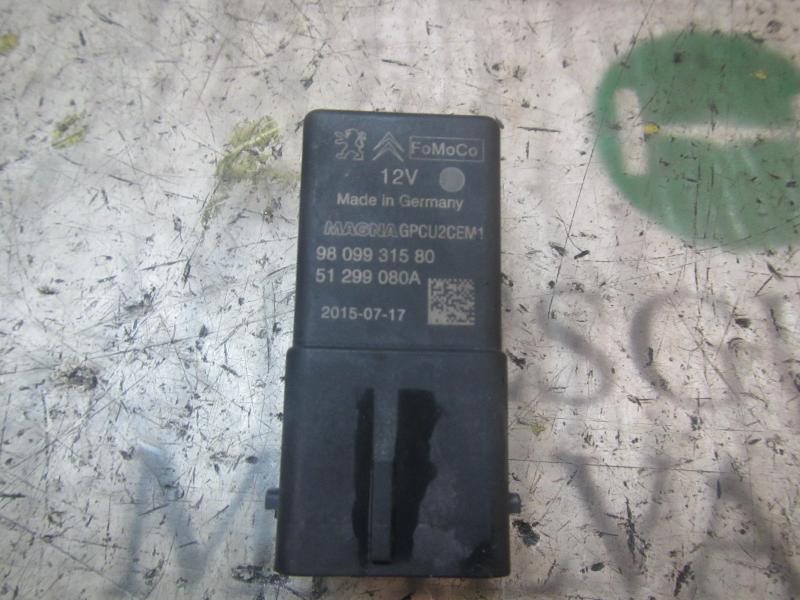 FoMoCo
12V
Made in Germany
MAGNA GPCU2CEM1
98 099 315 80
51 299 080A
2015-07-17